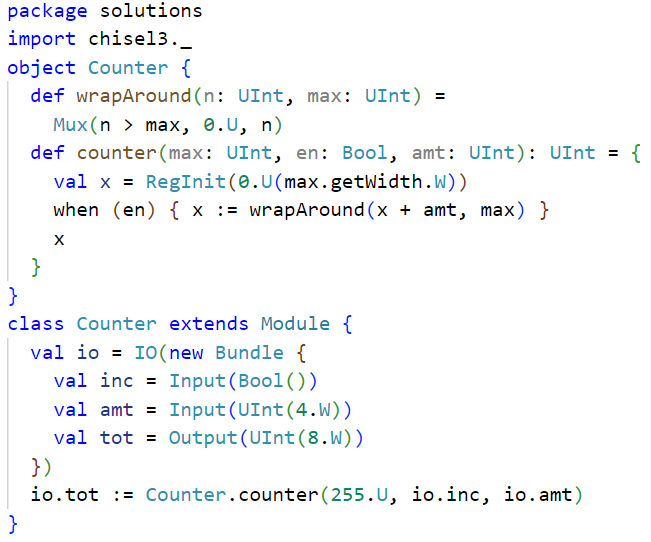 package solutions
import chisel3._
object Counter {
  def wrapAround(n: UInt, max: UInt) =
    Mux(n > max, 0.U, n)
  def counter(max: UInt, en: Bool, amt: UInt): UInt = {
    val x = RegInit(0.U(max.getWidth.W))
    when (en) { x := wrapAround(x + amt, max) }
    x
  }
}
class Counter extends Module {
  val io = IO(new Bundle {
    val inc = Input(Bool())
    val amt = Input(UInt(4.W))
    val tot = Output(UInt(8.W))
  })
  io.tot := Counter.counter(255.U, io.inc, io.amt)
}